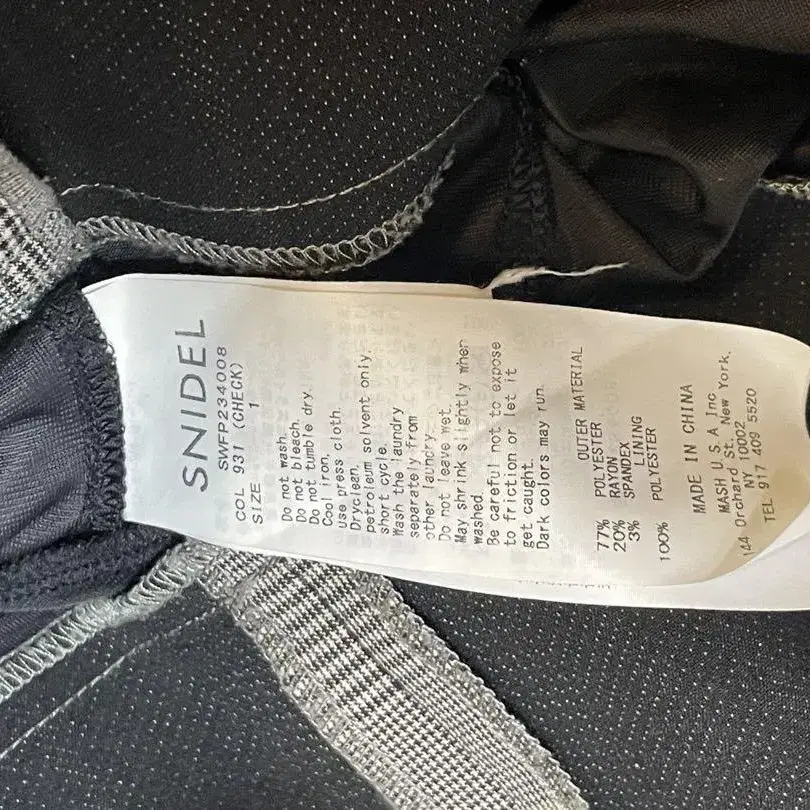 SNIDEL
SWFP234008
COL 931 (CHECK)
SIZE 1
Do not wash.
Do not bleach.
Do not tumble dry.
Cool iron,
use press cloth.
Dryclean,
petroleum solvent only,
short cycle.
Wash the laundry
separately from
other laundry.
Do not leave wet.
May shrink slightly when
washed.
Be careful not to expose
to friction or let it
get caught.
Dark colors may run.
OUTER MATERIAL
77% POLYESTER
20% RAYON
3% SPANDEX
LINING
100% POLYESTER
MADE IN CHINA
MASH U.S.A Inc
144 Orchard St. New York,
NY 10002
TEL 917 409 5520